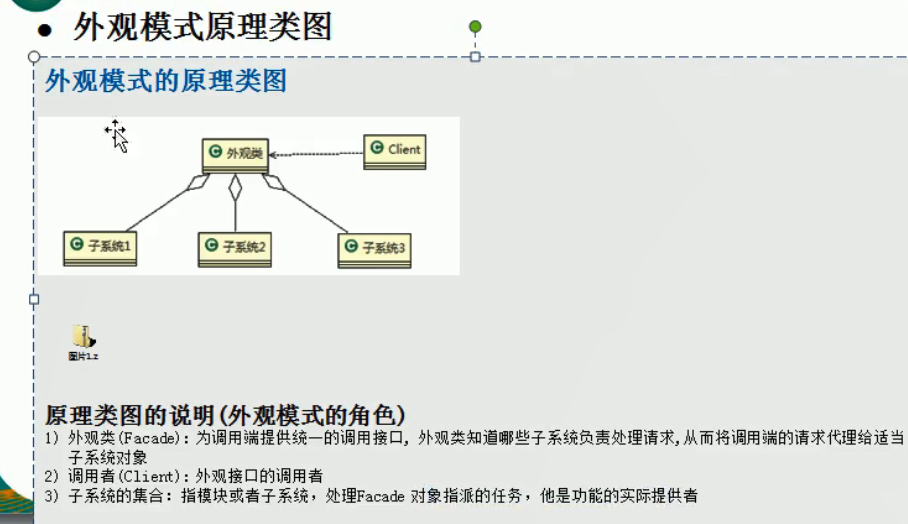 ● 外观模式原理类图
外观模式的原理类图
外观类
Client
子系统1
子系统2
子系统3
图片1.z
原理类图的说明(外观模式的角色)
1) 外观类(Facade): 为调用端提供统一的调用接口, 外观类知道哪些子系统负责处理请求,从而将调用端的请求代理给适当
子系统对象
2) 调用者(Client): 外观接口的调用者
3) 子系统的集合: 指模块或者子系统，处理Facade 对象指派的任务，他是功能的实际提供者